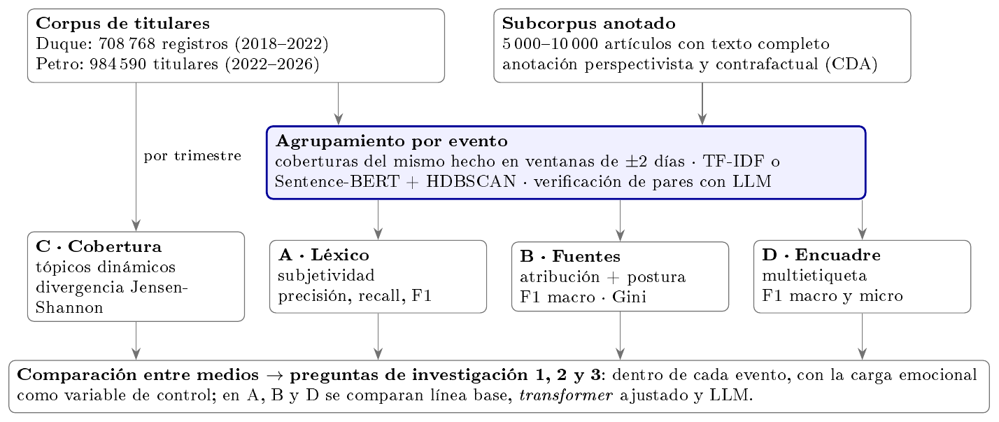 Corpus de titulares
Duque: 708 768 registros (2018–2022)
Petro: 984 590 titulares (2022–2026)
Subcorpus anotado
5 000–10 000 artículos con texto completo
anotación perspectivista y contrafactual (CDA)
por trimestre
Agrupamiento por evento
coberturas del mismo hecho en ventanas de ±2 días · TF-IDF o
Sentence-BERT + HDBSCAN · verificación de pares con LLM
C · Cobertura
tópicos dinámicos
divergencia Jensen-
Shannon
A · Léxico
subjetividad
precisión, recall, F1
B · Fuentes
atribución + postura
F1 macro · Gini
D · Encuadre
multietiqueta
F1 macro y micro
Comparación entre medios → preguntas de investigación 1, 2 y 3: dentro de cada evento, con la carga emocional
como variable de control; en A, B y D se comparan línea base, transformer ajustado y LLM.